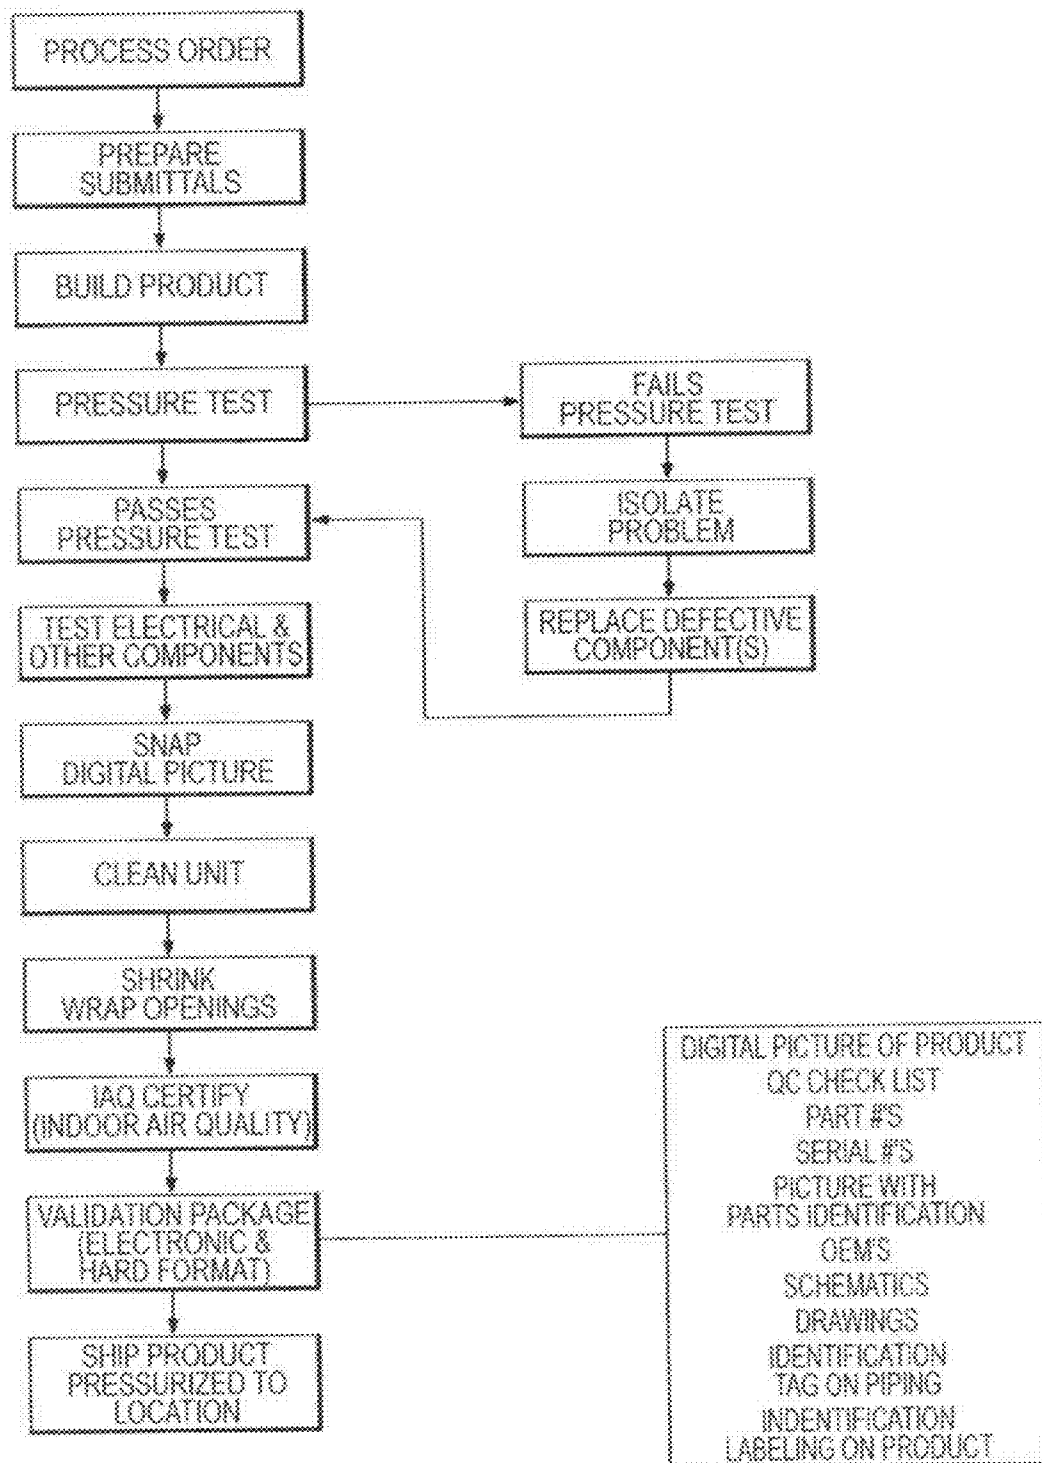 PROCESS ORDER
PREPARE
SUBMITTALS
BUILD PRODUCT
PRESSURE TEST
FAILS
PRESSURE TEST
PASSES
PRESSURE TEST
ISOLATE
PROBLEM
TEST ELECTRICAL &
OTHER COMPONENTS
REPLACE DEFECTIVE
COMPONENT(S)
SNAP
DIGITAL PICTURE
CLEAN UNIT
SHRINK
WRAP OPENINGS
IAQ CERTIFY
(INDOOR AIR QUALITY)
VALIDATION PACKAGE
(ELECTRONIC &
HARD FORMAT)
SHIP PRODUCT
PRESSURIZED TO
LOCATION
DIGITAL PICTURE OF PRODUCT
QC CHECK LIST
PART #'S
SERIAL #'S
PICTURE WITH
PARTS IDENTIFICATION
OEM'S
SCHEMATICS
DRAWINGS
IDENTIFICATION
TAG ON PIPING
INDENTIFICATION
LABELING ON PRODUCT